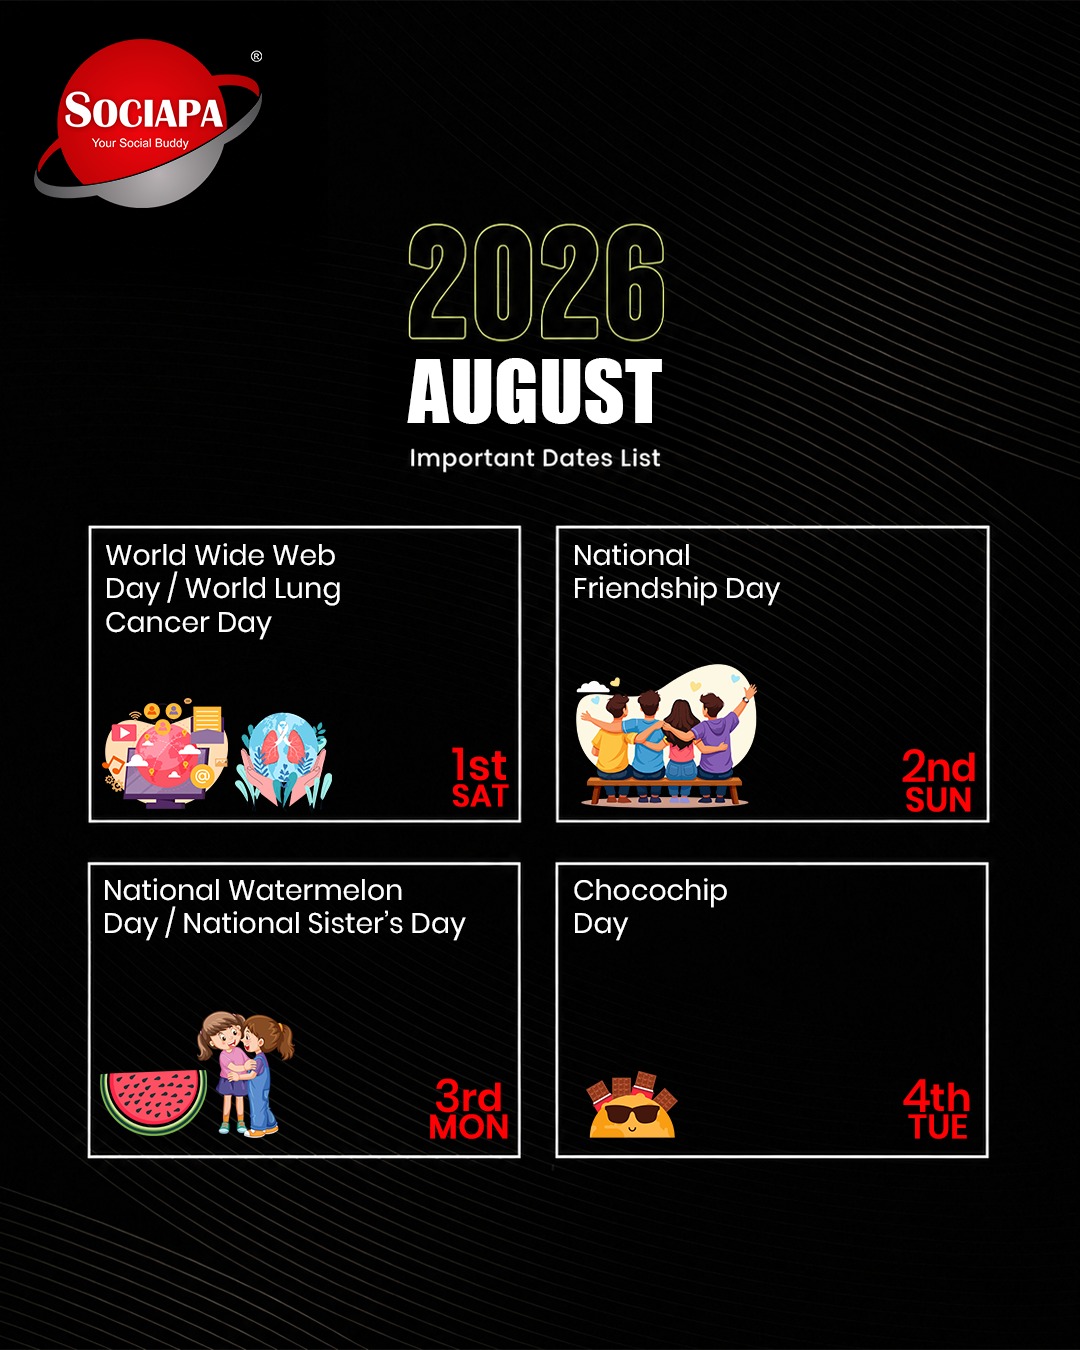 SOCIAPA
®
Your Social Buddy
2026
AUGUST
Important Dates List
World Wide Web
Day / World Lung
Cancer Day
1st
SAT
National
Friendship Day
2nd
SUN
National Watermelon
Day / National Sister’s Day
3rd
MON
Chocochip
Day
4th
TUE